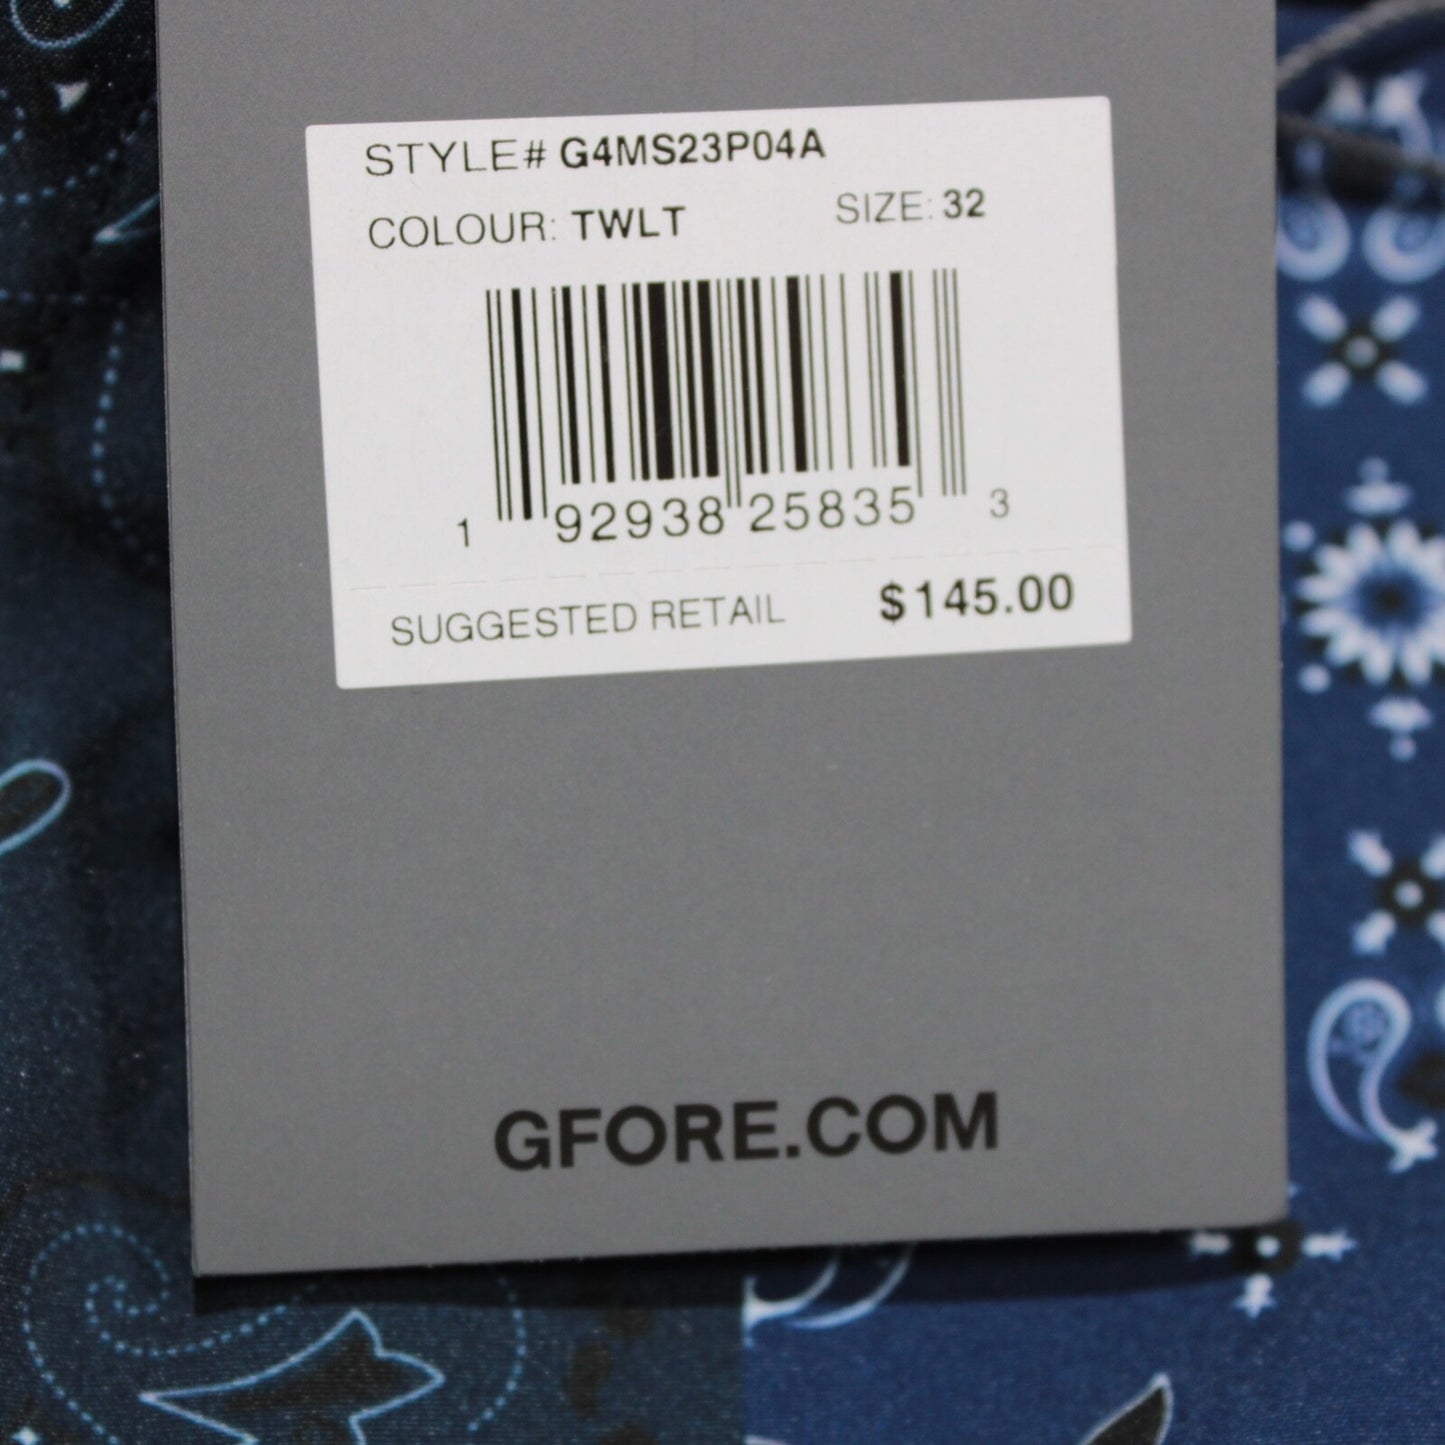 STYLE# G4MS23P04A
COLOUR: TWLT SIZE: 32
1 92938 25835 3
SUGGESTED RETAIL $145.00
GFORE.COM